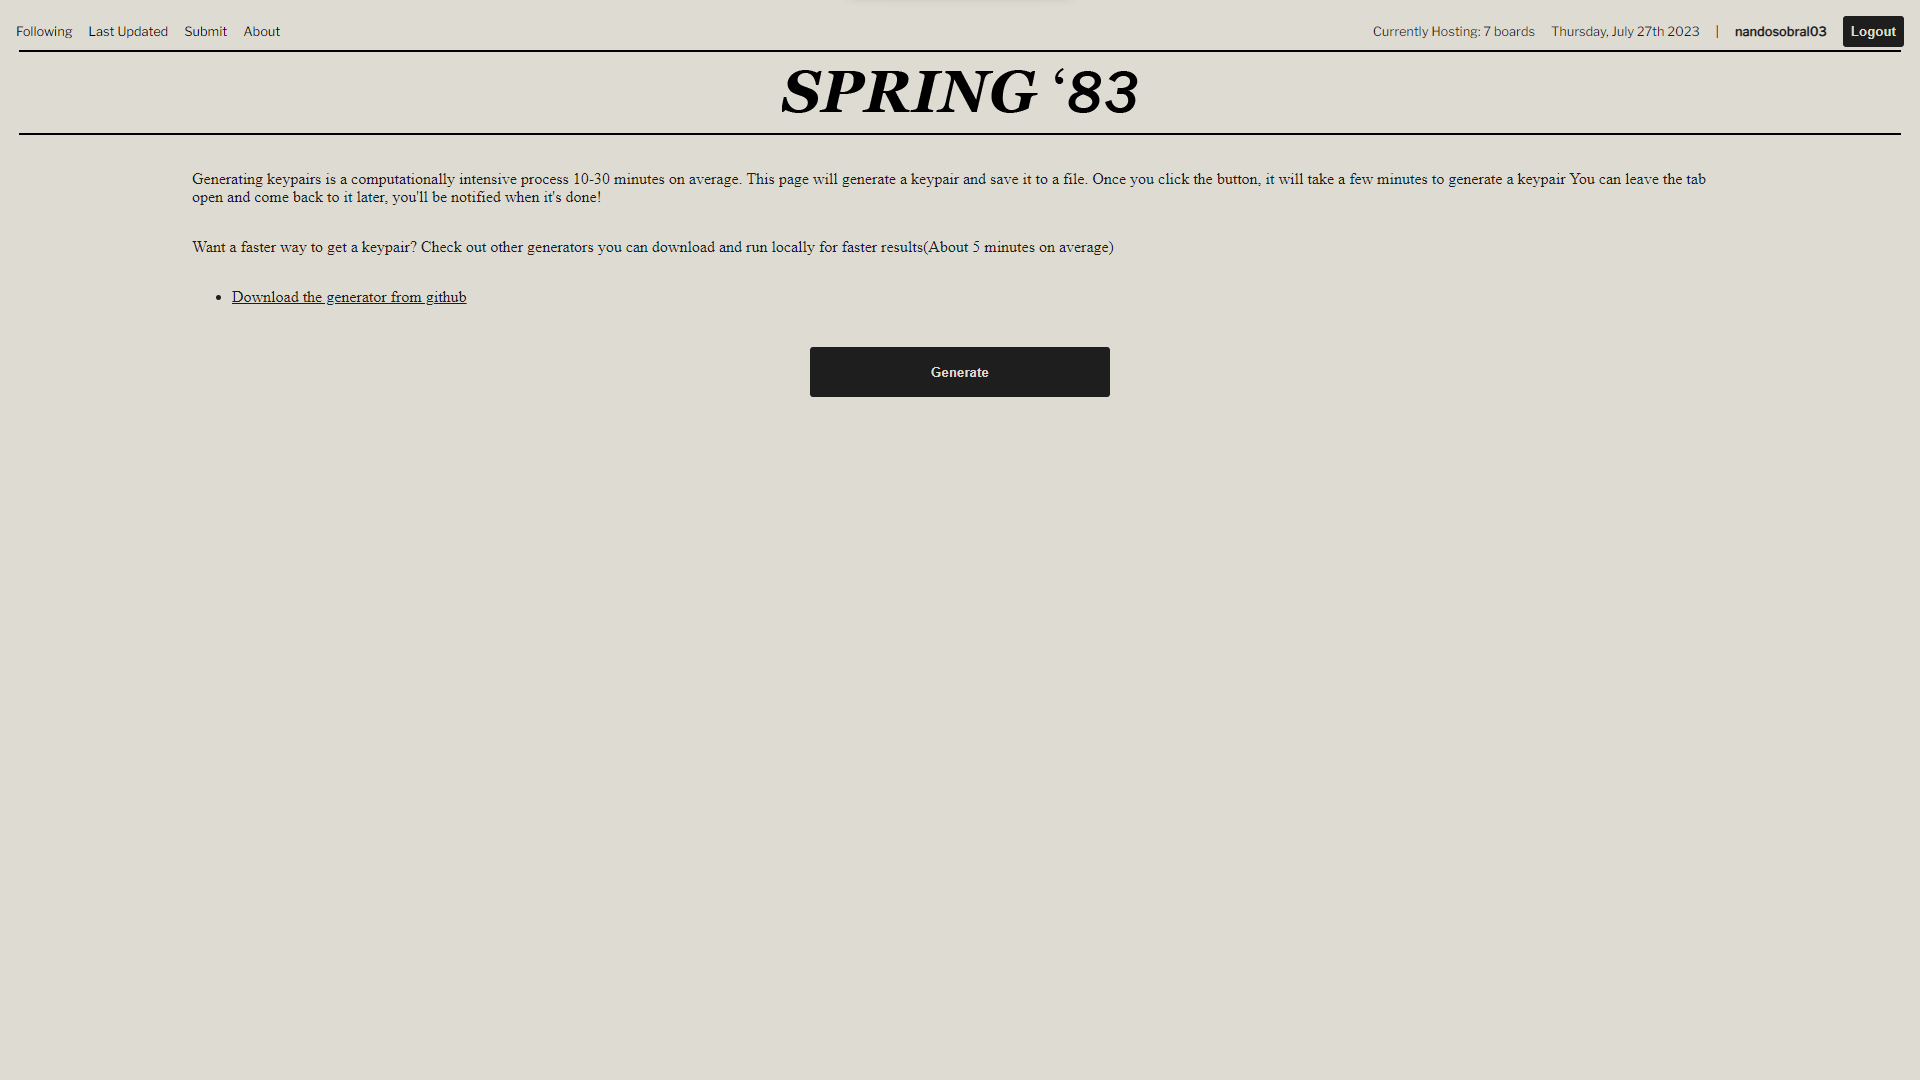 Following Last Updated Submit About
Currently Hosting: 7 boards Thursday, July 27th 2023 | nandosobral03 Logout
SPRING ‘83
Generating keypairs is a computationally intensive process 10-30 minutes on average. This page will generate a keypair and save it to a file. Once you click the button, it will take a few minutes to generate a keypair You can leave the tab
open and come back to it later, you'll be notified when it's done!
Want a faster way to get a keypair? Check out other generators you can download and run locally for faster results(About 5 minutes on average)
• Download the generator from github
Generate